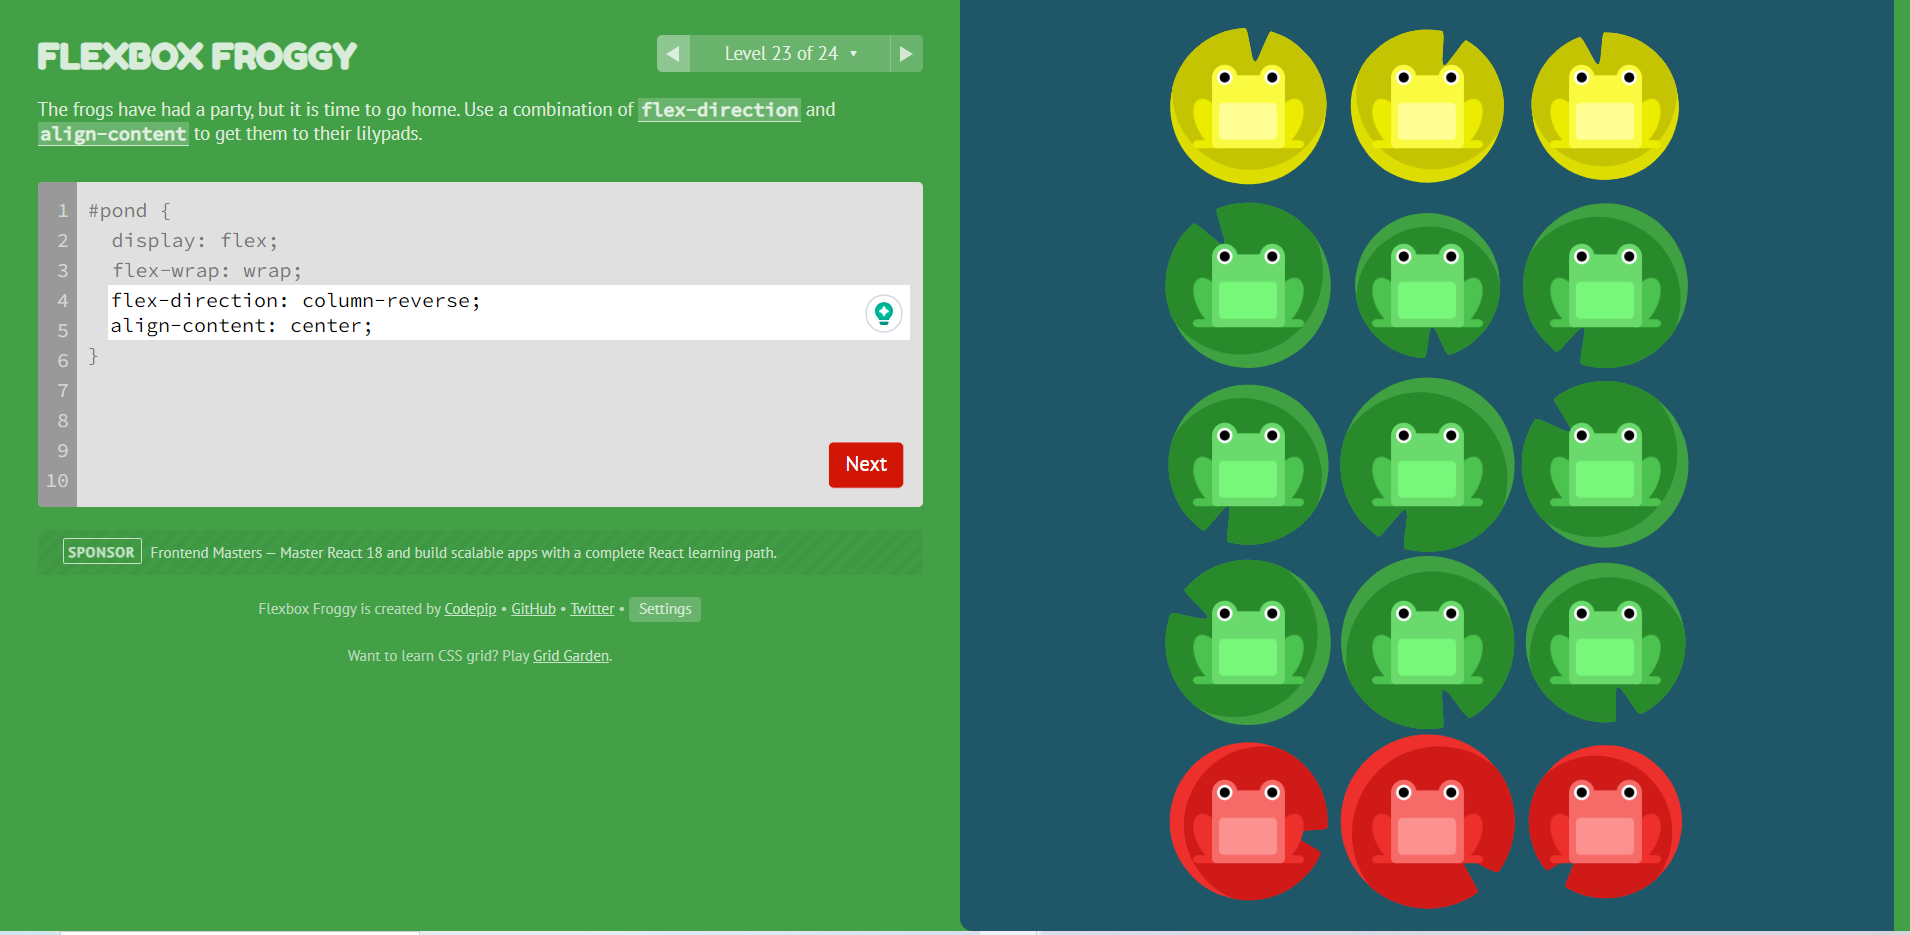 FLEXBOX FROGGY
Level 23 of 24
The frogs have had a party, but it is time to go home. Use a combination of flex-direction and
align-content to get them to their lilypads.
1 #pond {
2 display: flex;
3 flex-wrap: wrap;
4 flex-direction: column-reverse;
5 align-content: center;
6 }
7
8
9
10
Next
SPONSOR Frontend Masters — Master React 18 and build scalable apps with a complete React learning path.
Flexbox Froggy is created by Codepip • GitHub • Twitter • Settings
Want to learn CSS grid? Play Grid Garden.